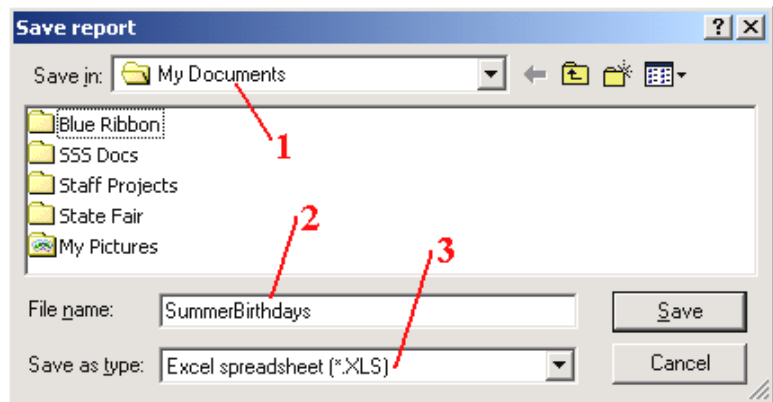 Save report
Save in: My Documents
Blue Ribbon
1
SSS Docs
Staff Projects
State Fair
2
My Pictures
3
File name: SummerBirthdays Save
Save as type: Excel spreadsheet (*.XLS) Cancel